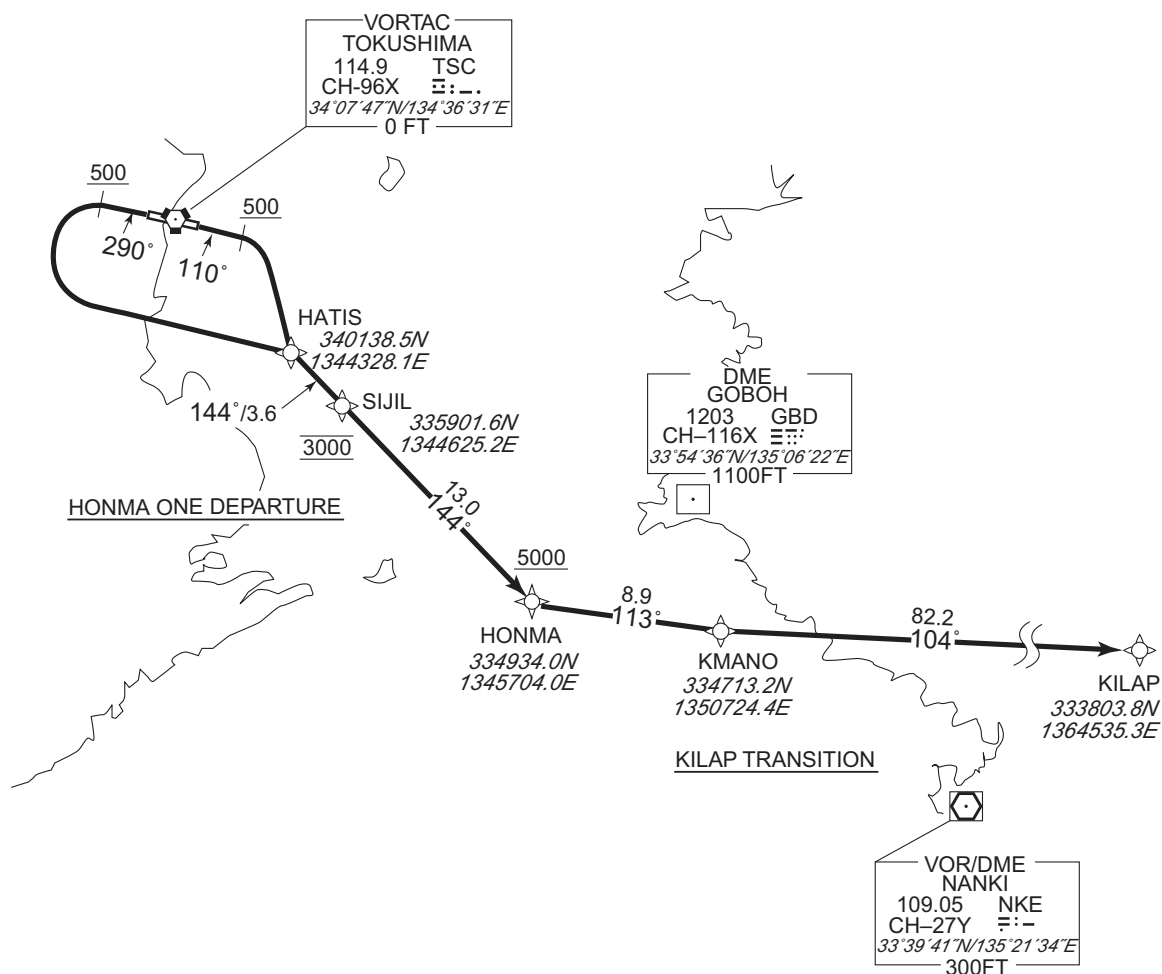 VORTAC
TOKUSHIMA
114.9 TSC
CH-96X
34°07´47˝N/134°36´31˝E
0 FT
500
500
290°
110°
HATIS
340138.5N
1344328.1E
144°/3.6
SIJIL
335901.6N
1344625.2E
3000
HONMA ONE DEPARTURE
13.0
144°
DME
GOBOH
1203 GBD
CH–116X
33°54´36˝N/135°06´22˝E
1100FT
5000
HONMA
334934.0N
1345704.0E
8.9
113°
KMANO
334713.2N
1350724.4E
82.2
104°
KILAP
333803.8N
1364535.3E
KILAP TRANSITION
VOR/DME
NANKI
109.05 NKE
CH–27Y
33°39´41˝N/135°21´34˝E
300FT